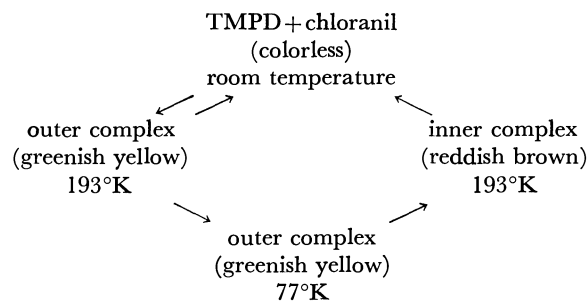 TMPD+chloranil
(colorless)
room temperature
outer complex
(greenish yellow)
193°K
inner complex
(reddish brown)
193°K
outer complex
(greenish yellow)
77°K